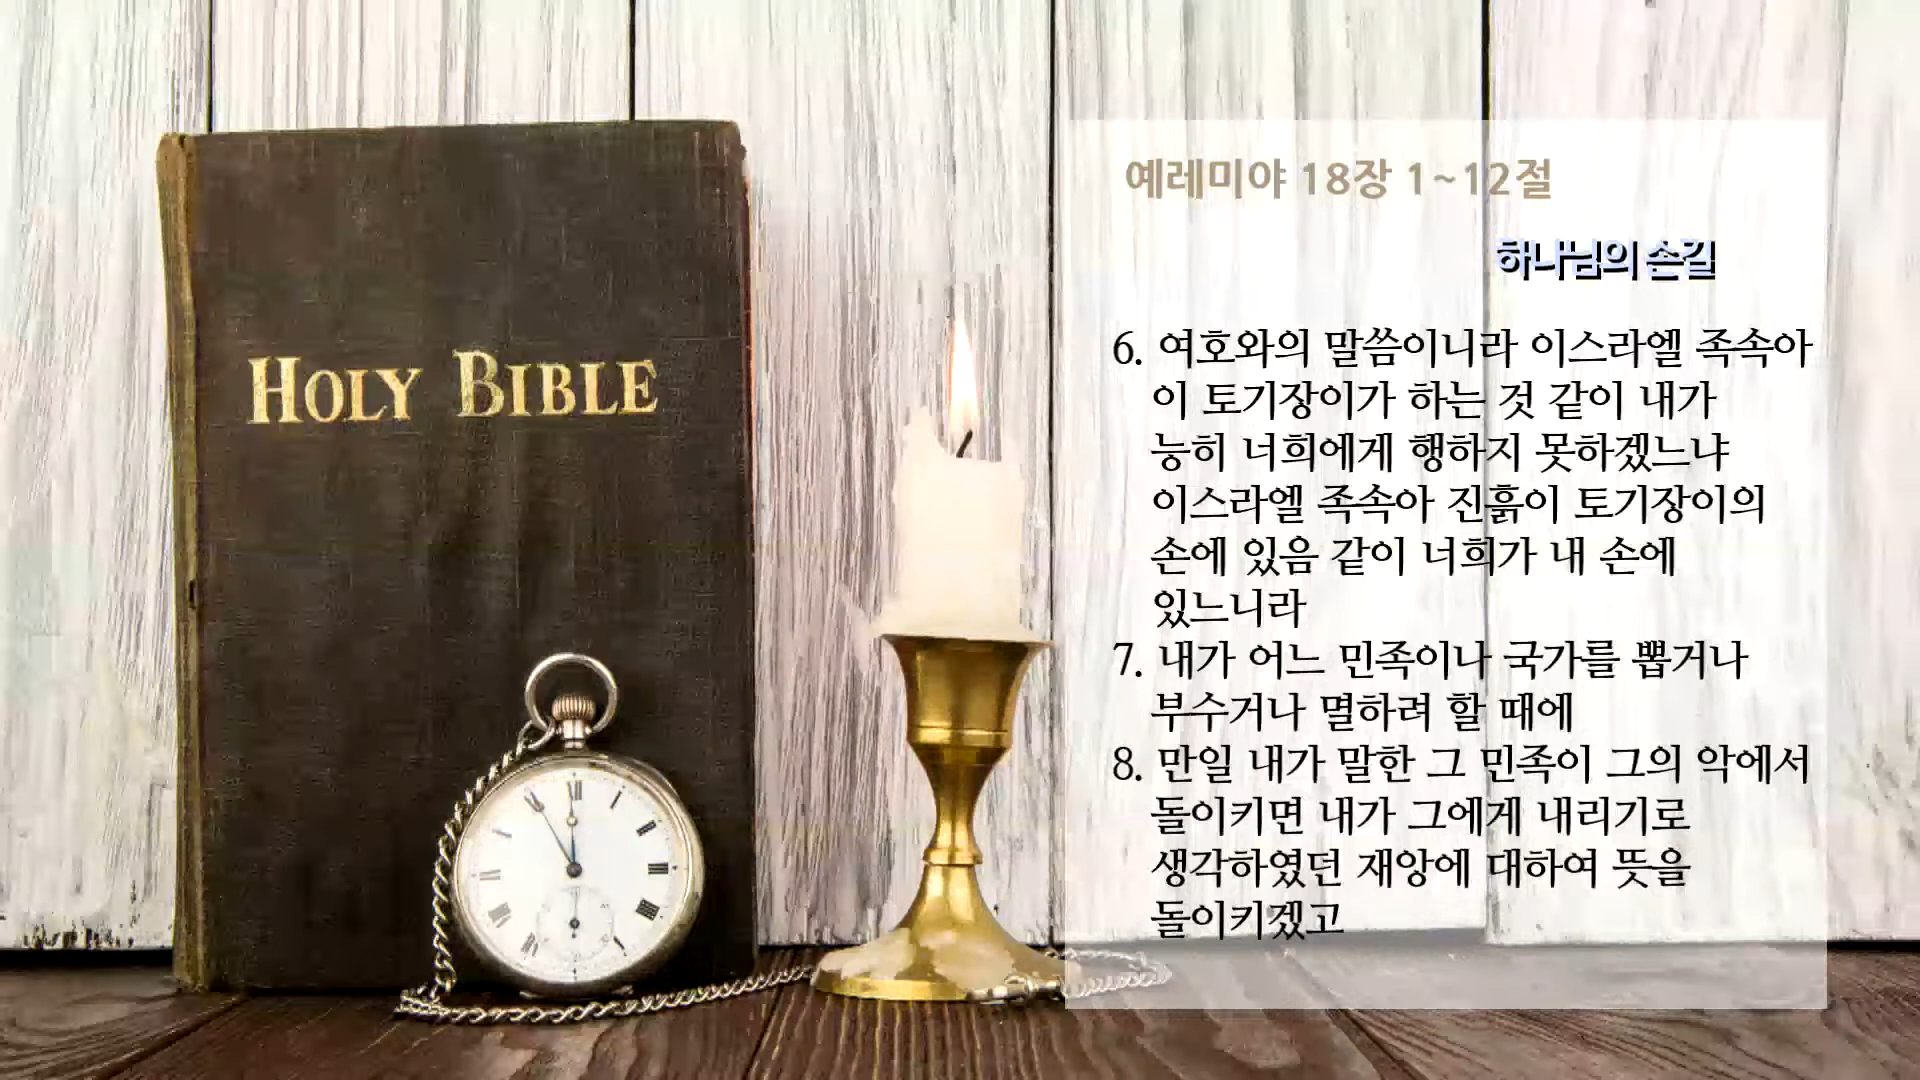 HOLY BIBLE
예레미야 18장 1~12절
하나님의 손길
6. 여호와의 말씀이니라 이스라엘 족속아
이 토기장이가 하는 것 같이 내가
능히 너희에게 행하지 못하겠느냐
이스라엘 족속아 진흙이 토기장이의
손에 있음 같이 너희가 내 손에
있느니라
7. 내가 어느 민족이나 국가를 뽑거나
부수거나 멸하려 할 때에
8. 만일 내가 말한 그 민족이 그의 악에서
돌이키면 내가 그에게 내리기로
생각하였던 재앙에 대하여 뜻을
돌이키겠고